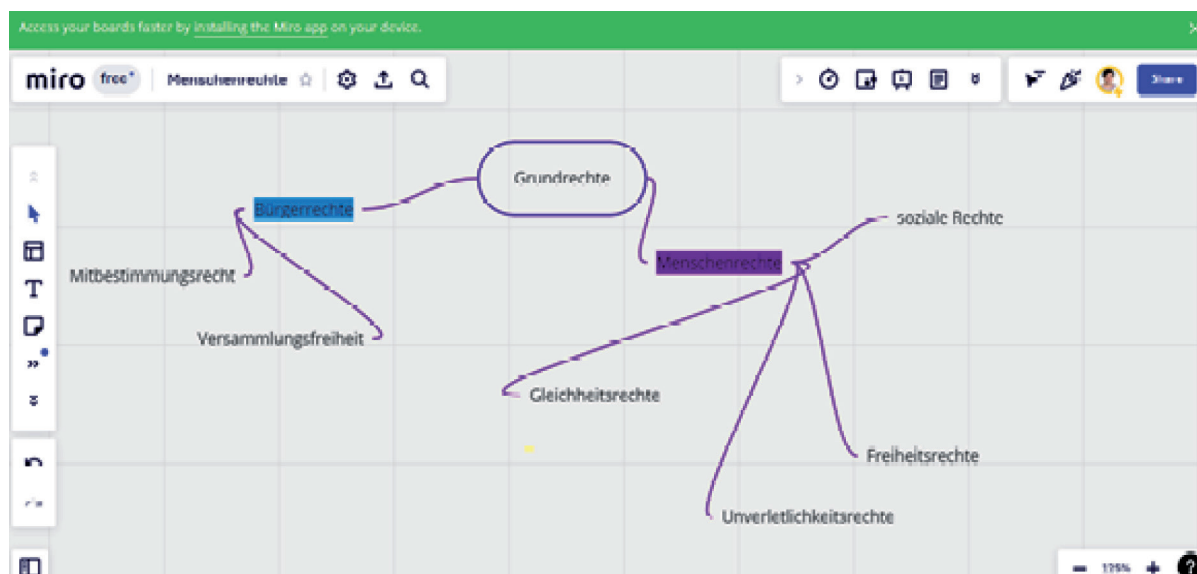 Access your boards faster by installing the Miro app on your device.
miro free Menschenrechte Share
Grundrechte
Bürgerrechte
soziale Rechte
Menschenrechte
Mitbestimmungsrecht
Versammlungsfreiheit
Gleichheitsrechte
Freiheitsrechte
Unverletlichkeitsrechte
125%